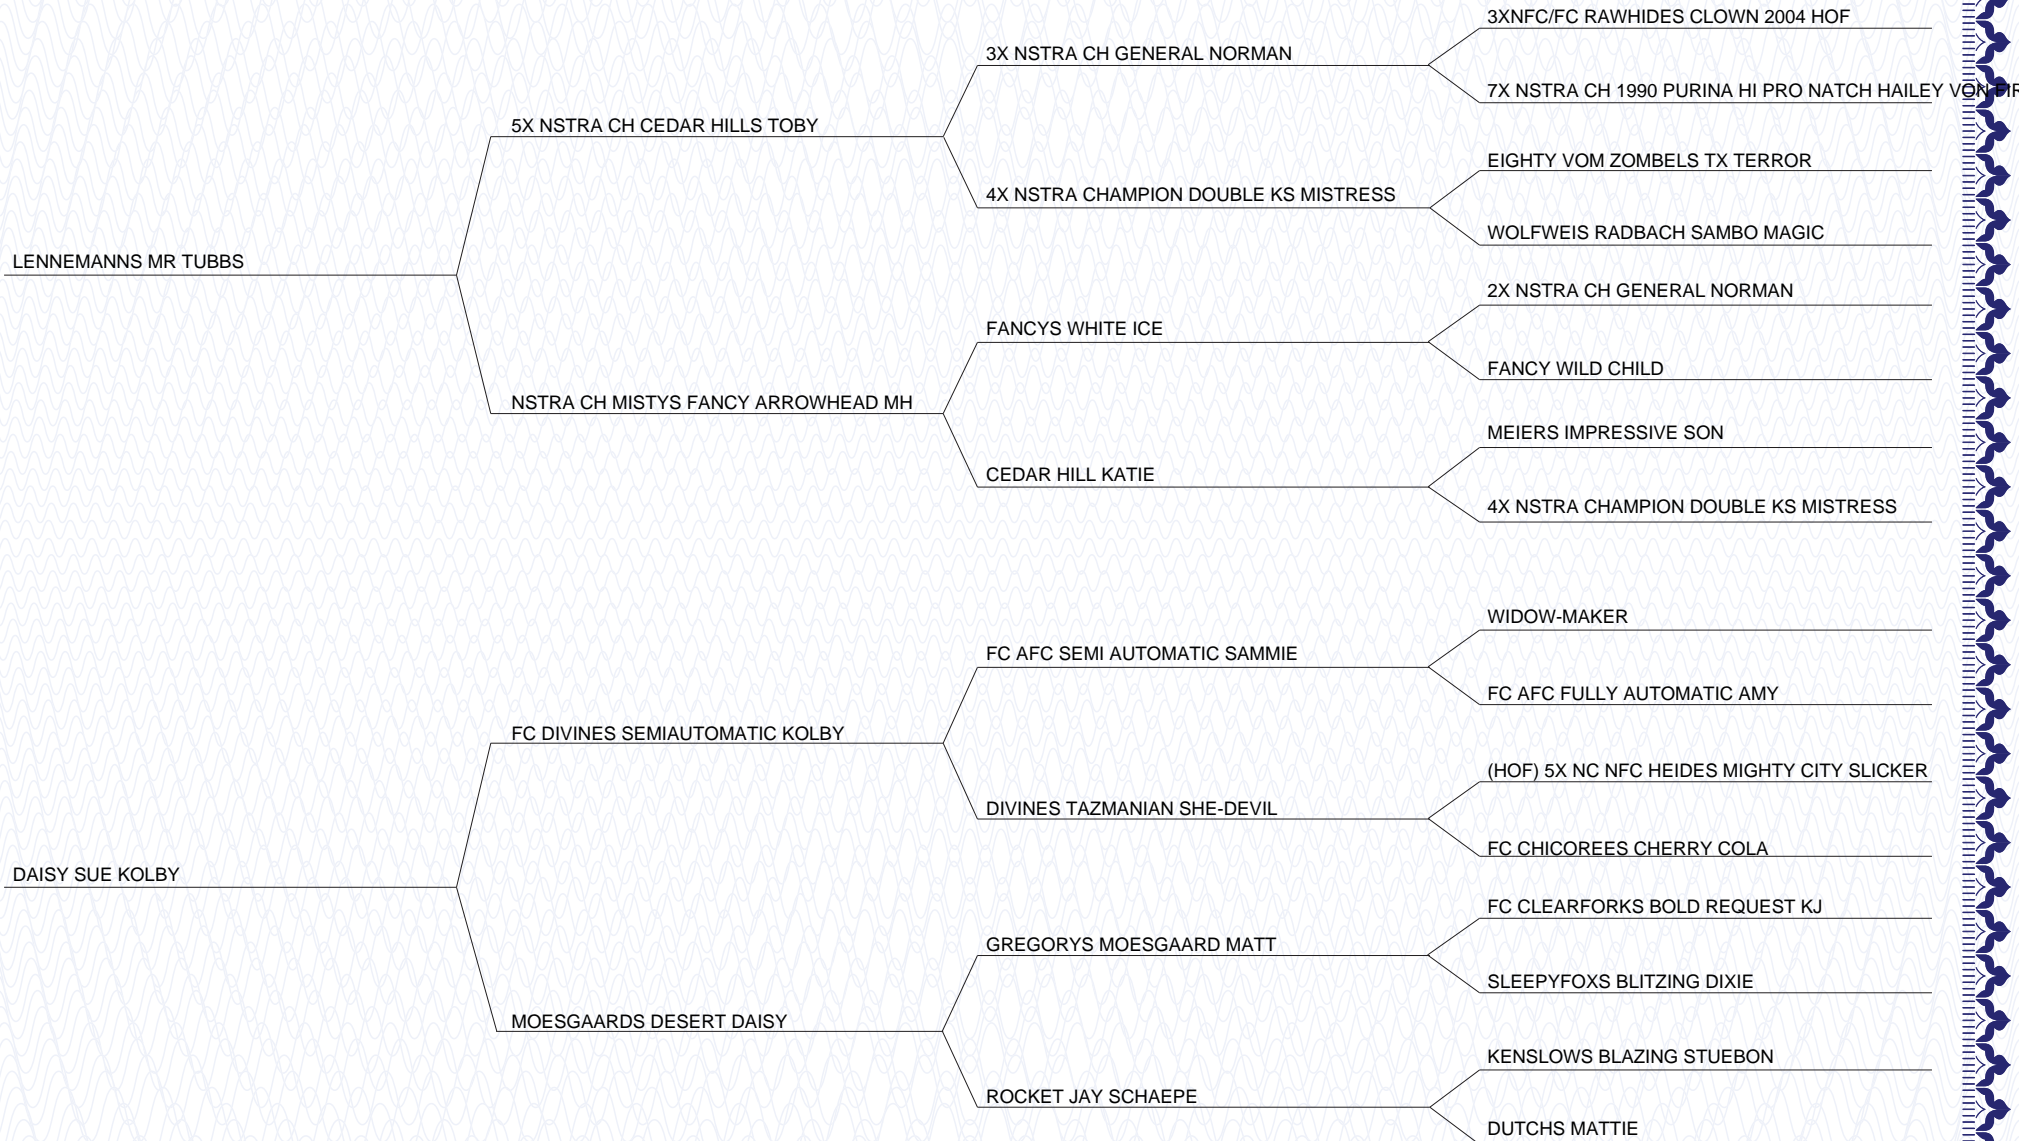 3XNFC/FC RAWHIDES CLOWN 2004 HOF
3X NSTRA CH GENERAL NORMAN
7X NSTRA CH 1990 PURINA HI PRO NATCH HAILEY VON FIR
5X NSTRA CH CEDAR HILLS TOBY
EIGHTY VOM ZOMBELS TX TERROR
4X NSTRA CHAMPION DOUBLE KS MISTRESS
WOLFWEIS RADBACH SAMBO MAGIC
LENNEMANNS MR TUBBS
2X NSTRA CH GENERAL NORMAN
FANCYS WHITE ICE
FANCY WILD CHILD
NSTRA CH MISTYS FANCY ARROWHEAD MH
MEIERS IMPRESSIVE SON
CEDAR HILL KATIE
4X NSTRA CHAMPION DOUBLE KS MISTRESS
WIDOW-MAKER
FC AFC SEMI AUTOMATIC SAMMIE
FC AFC FULLY AUTOMATIC AMY
FC DIVINES SEMIAUTOMATIC KOLBY
(HOF) 5X NC NFC HEIDES MIGHTY CITY SLICKER
DIVINES TAZMANIAN SHE-DEVIL
FC CHICOREES CHERRY COLA
DAISY SUE KOLBY
FC CLEARFORKS BOLD REQUEST KJ
GREGORYS MOESGAARD MATT
SLEEPYFOXS BLITZING DIXIE
MOESGAARDS DESERT DAISY
KENSLOWS BLAZING STUEBON
ROCKET JAY SCHAEPE
DUTCHS MATTIE